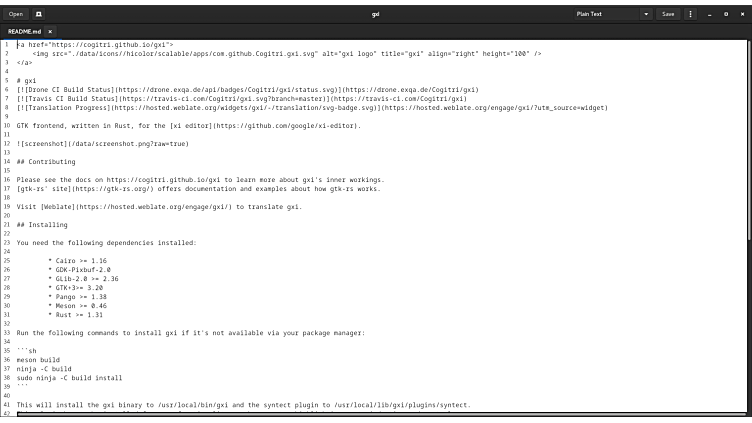 Open gxi Plain Text Save
README.md ×
1 <a href="https://cogitri.github.io/gxi">
2     <img src="./data/icons//hicolor/scalable/apps/com.github.Cogitri.gxi.svg" alt="gxi logo" title="gxi" align="right" height="100" />
3 </a>
4
5 # gxi
6 [![Drone CI Build Status](https://drone.exqa.de/api/badges/Cogitri/gxi/status.svg)](https://drone.exqa.de/Cogitri/gxi)
7 [![Travis CI Build Status](https://travis-ci.com/Cogitri/gxi.svg?branch=master)](https://travis-ci.com/Cogitri/gxi)
8 [![Translation Progress](https://hosted.weblate.org/widgets/gxi/-/translation/svg-badge.svg)](https://hosted.weblate.org/engage/gxi/?utm_source=widget)
9
10 GTK frontend, written in Rust, for the [xi editor](https://github.com/google/xi-editor).
11
12 ![screenshot](/data/screenshot.png?raw=true)
13
14 ## Contributing
15
16 Please see the docs on https://cogitri.github.io/gxi to learn more about gxi's inner workings.
17 [gtk-rs' site](https://gtk-rs.org/) offers documentation and examples about how gtk-rs works.
18
19 Visit [Weblate](https://hosted.weblate.org/engage/gxi/) to translate gxi.
20
21 ## Installing
22
23 You need the following dependencies installed:
24
25         * Cairo >= 1.16
26         * GDK-Pixbuf-2.0
27         * GLib-2.0 >= 2.36
28         * GTK+3>= 3.20
29         * Pango >= 1.38
30         * Meson >= 0.46
31         * Rust >= 1.31
32
33 Run the following commands to install gxi if it's not available via your package manager:
34
35 ```sh
36 meson build
37 ninja -C build
38 sudo ninja -C build install
39 ```
40
41 This will install the gxi binary to /usr/local/bin/gxi and the syntect plugin to /usr/local/lib/gxi/plugins/syntect.
42